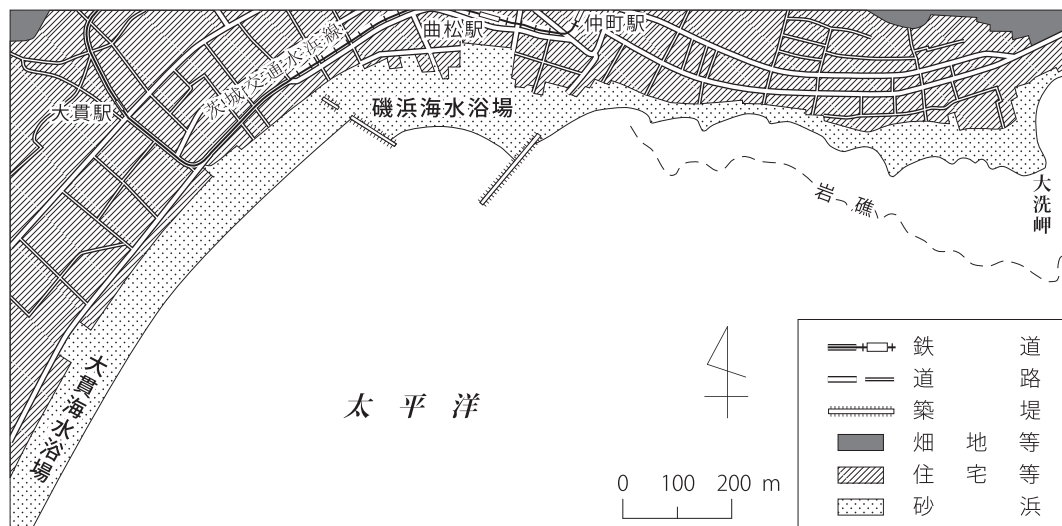 曲松駅
仲町駅
茨城交通水浜線
大貫駅
磯浜海水浴場
大洗岬
岩礁
大貫海水浴場
太平洋
0 100 200 m
鉄道
道路
築堤
畑地等
住宅等
砂浜